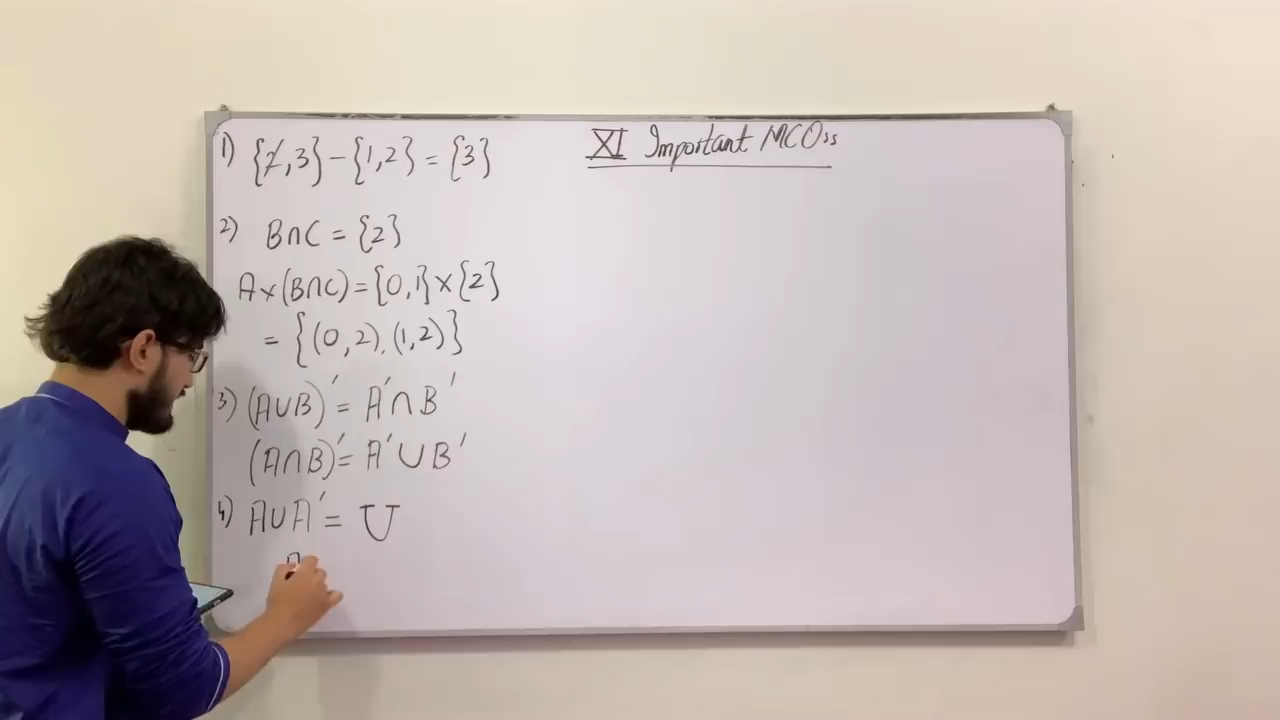 XI Important MCQs
1) {2,3} - {1,2} = {3}
2) B∩C = {2}
A×(B∩C) = {0,1}×{2}
= {(0,2),(1,2)}
3) (A∪B)′ = A′∩B′
(A∩B)′ = A′∪B′
4) A∪A′ = U